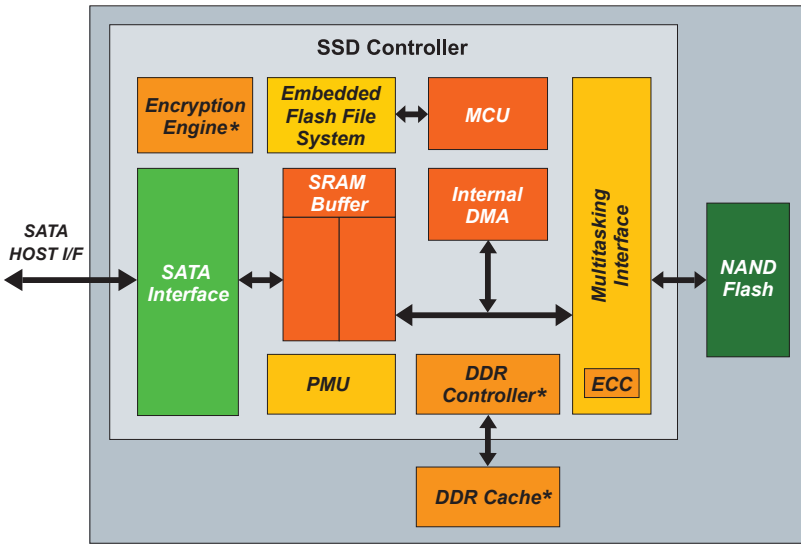 SSD Controller
Encryption
Engine*
Embedded
Flash File
System
MCU
SRAM
Buffer
Internal
DMA
Multitasking
Interface
SATA
HOST I/F
SATA
Interface
NAND
Flash
PMU
DDR
Controller*
ECC
DDR Cache*